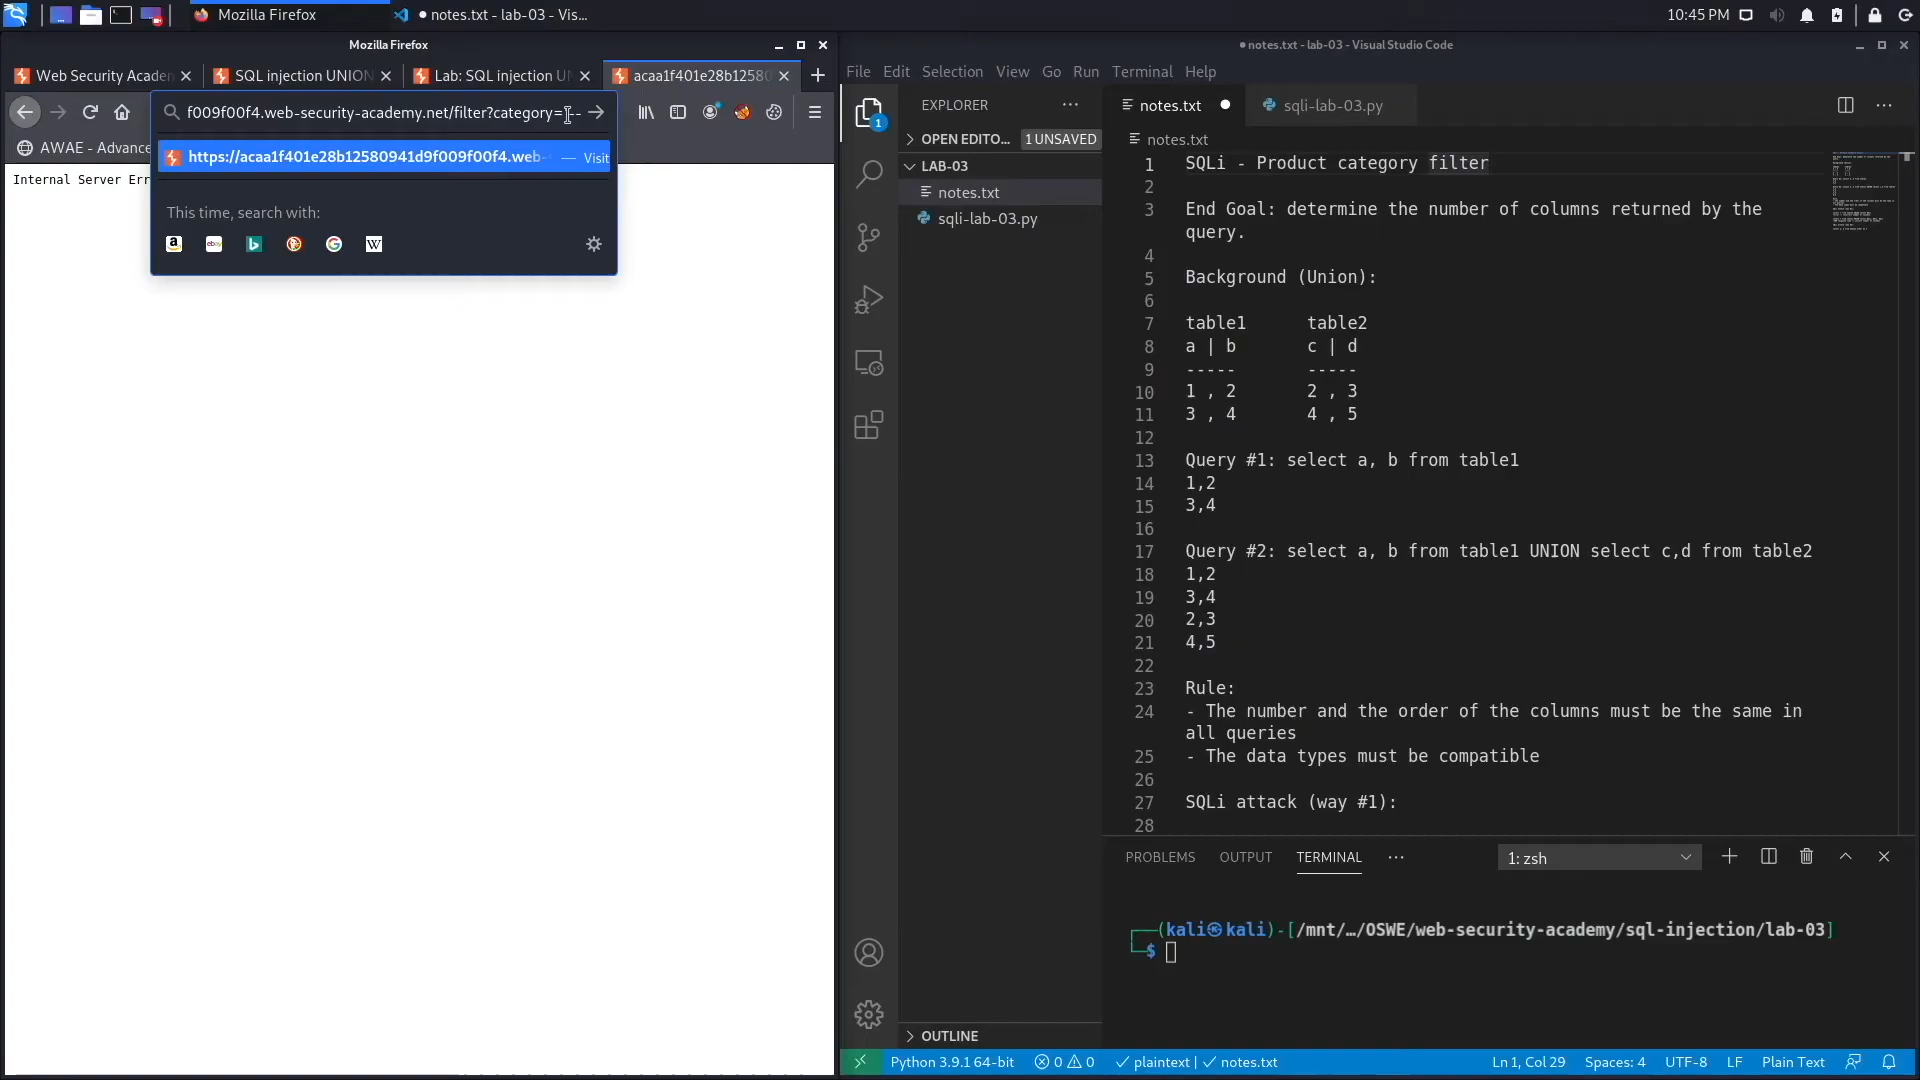 Mozilla Firefox
notes.txt - lab-03 - Vis...
10:45 PM
Mozilla Firefox
Web Security Academ
SQL injection UNION
Lab: SQL injection UN
acaa1f401e28b12580
f009f00f4.web-security-academy.net/filter?category='--
AWAE - Advance
https://acaa1f401e28b12580941d9f009f00f4.web-
— Visit
Internal Server Err
This time, search with:
notes.txt - lab-03 - Visual Studio Code
File Edit Selection View Go Run Terminal Help
EXPLORER
OPEN EDITO... 1 UNSAVED
LAB-03
notes.txt
sqli-lab-03.py
OUTLINE
1
notes.txt
sqli-lab-03.py
notes.txt
1 SQLi - Product category filter
2
3 End Goal: determine the number of columns returned by the
query.
4
5 Background (Union):
6
7 table1 table2
8 a | b c | d
9 ----- -----
10 1 , 2 2 , 3
11 3 , 4 4 , 5
12
13 Query #1: select a, b from table1
14 1,2
15 3,4
16
17 Query #2: select a, b from table1 UNION select c,d from table2
18 1,2
19 3,4
20 2,3
21 4,5
22
23 Rule:
24 - The number and the order of the columns must be the same in
all queries
25 - The data types must be compatible
26
27 SQLi attack (way #1):
28
PROBLEMS OUTPUT TERMINAL ···
1: zsh
(kali㉿kali)-[/mnt/…/OSWE/web-security-academy/sql-injection/lab-03]
$
Python 3.9.1 64-bit 0 0 ✓ plaintext | ✓ notes.txt
Ln 1, Col 29 Spaces: 4 UTF-8 LF Plain Text